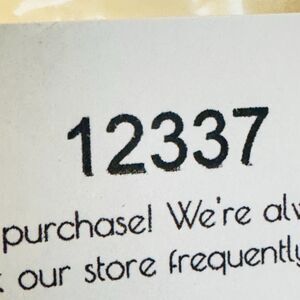 12337
purchase! We're alw
k our store frequently